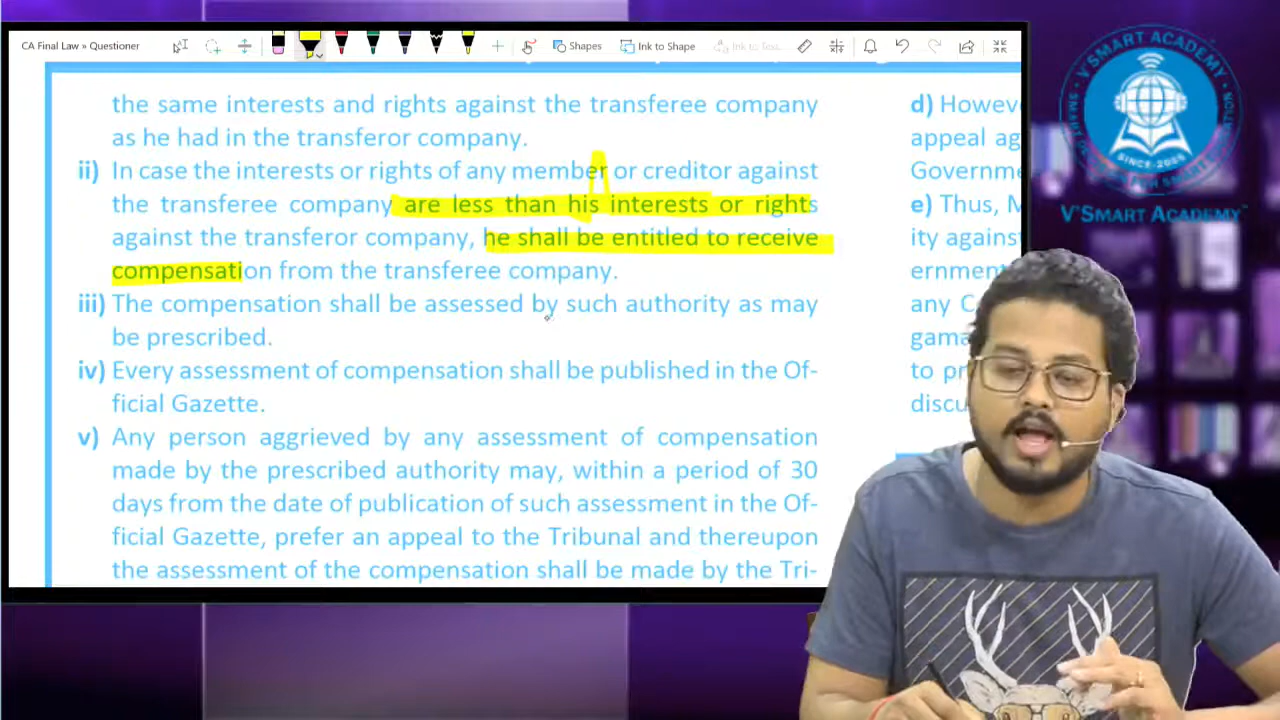 CA Final Law » Questioner
Shapes
Ink to Shape
Ink to Tex...
the same interests and rights against the transferee company
as he had in the transferor company.
ii) In case the interests or rights of any member or creditor against
the transferee company are less than his interests or rights
against the transferor company, he shall be entitled to receive
compensation from the transferee company.
iii) The compensation shall be assessed by such authority as may
be prescribed.
iv) Every assessment of compensation shall be published in the Of-
ficial Gazette.
v) Any person aggrieved by any assessment of compensation
made by the prescribed authority may, within a period of 30
days from the date of publication of such assessment in the Of-
ficial Gazette, prefer an appeal to the Tribunal and thereupon
the assessment of the compensation shall be made by the Tri-
d) Howev
appeal ag
Governme
e) Thus, M
ity against
ernment
any C
gama
to pr
discu
V'SMART ACADEMY
SINCE-2006
V'Smart Academy